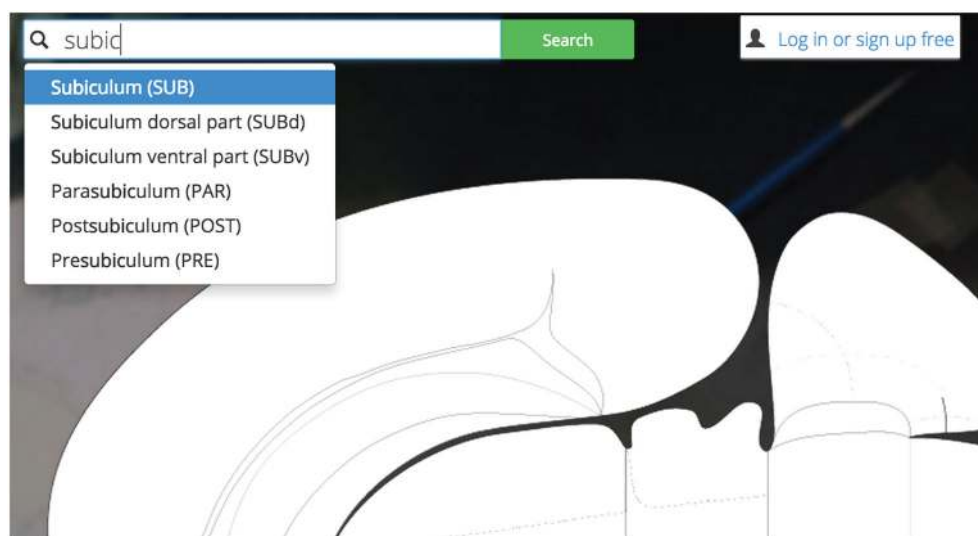 subic
Search
Log in or sign up free
Subiculum (SUB)
Subiculum dorsal part (SUBd)
Subiculum ventral part (SUBv)
Parasubiculum (PAR)
Postsubiculum (POST)
Presubiculum (PRE)